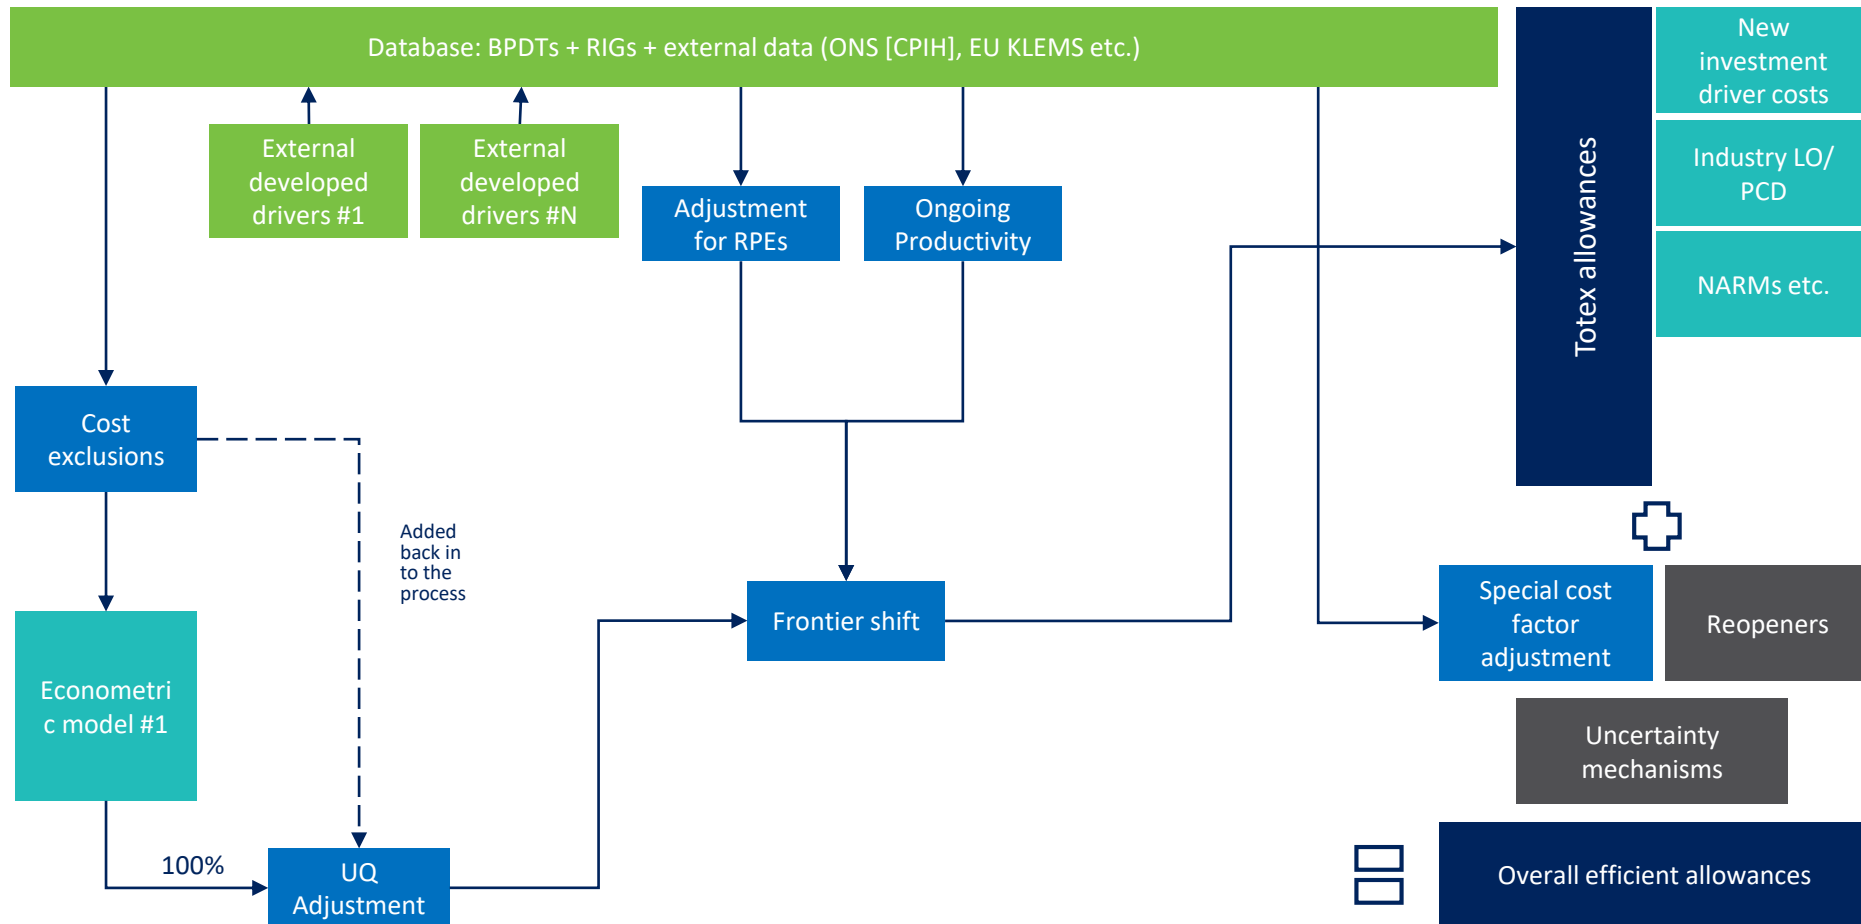 Database: BPDTs + RIGs + external data (ONS [CPIH], EU KLEMS etc.)
New
investment
driver costs
External
developed
drivers #1
External
developed
drivers #N
Industry LO/
PCD
Totex allowances
Adjustment
for RPEs
Ongoing
Productivity
NARMs etc.
Cost
exclusions
Added
back in
to the
process
Special cost
factor
adjustment
Reopeners
Frontier shift
Econometri
c model #1
Uncertainty
mechanisms
100%
UQ
Adjustment
Overall efficient allowances